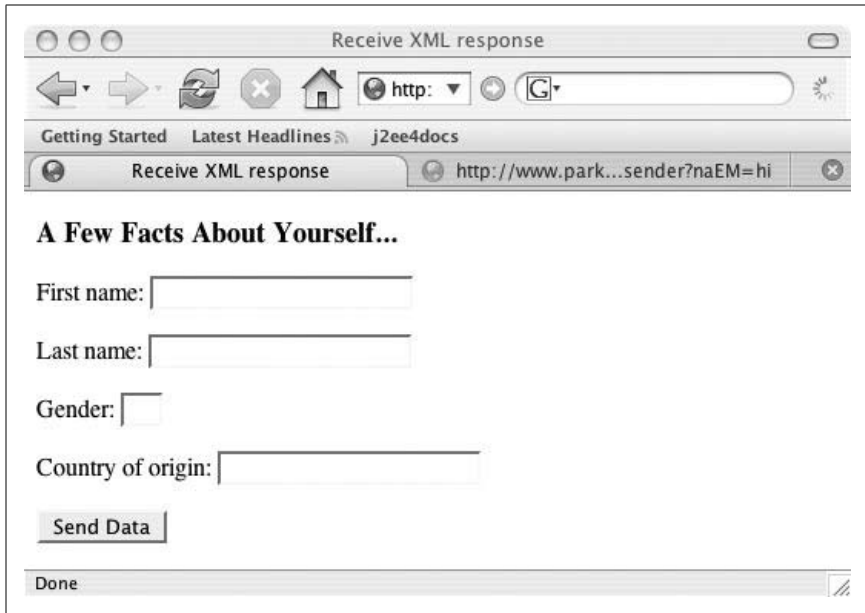 Receive XML response
http: G
Getting Started Latest Headlines j2ee4docs
Receive XML response http://www.park...sender?naEM=hi
A Few Facts About Yourself...
First name:
Last name:
Gender:
Country of origin:
Send Data
Done